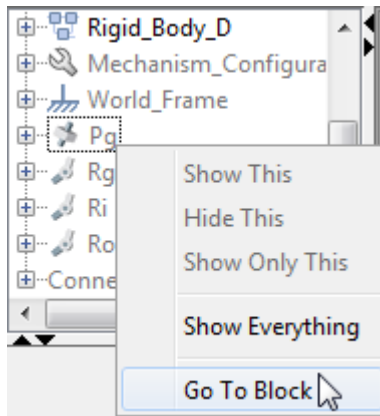 Rigid_Body_D
Mechanism_Configura
World_Frame
Pg
Rg
Ri
Ro
Conne
Show This
Hide This
Show Only This
Show Everything
Go To Block